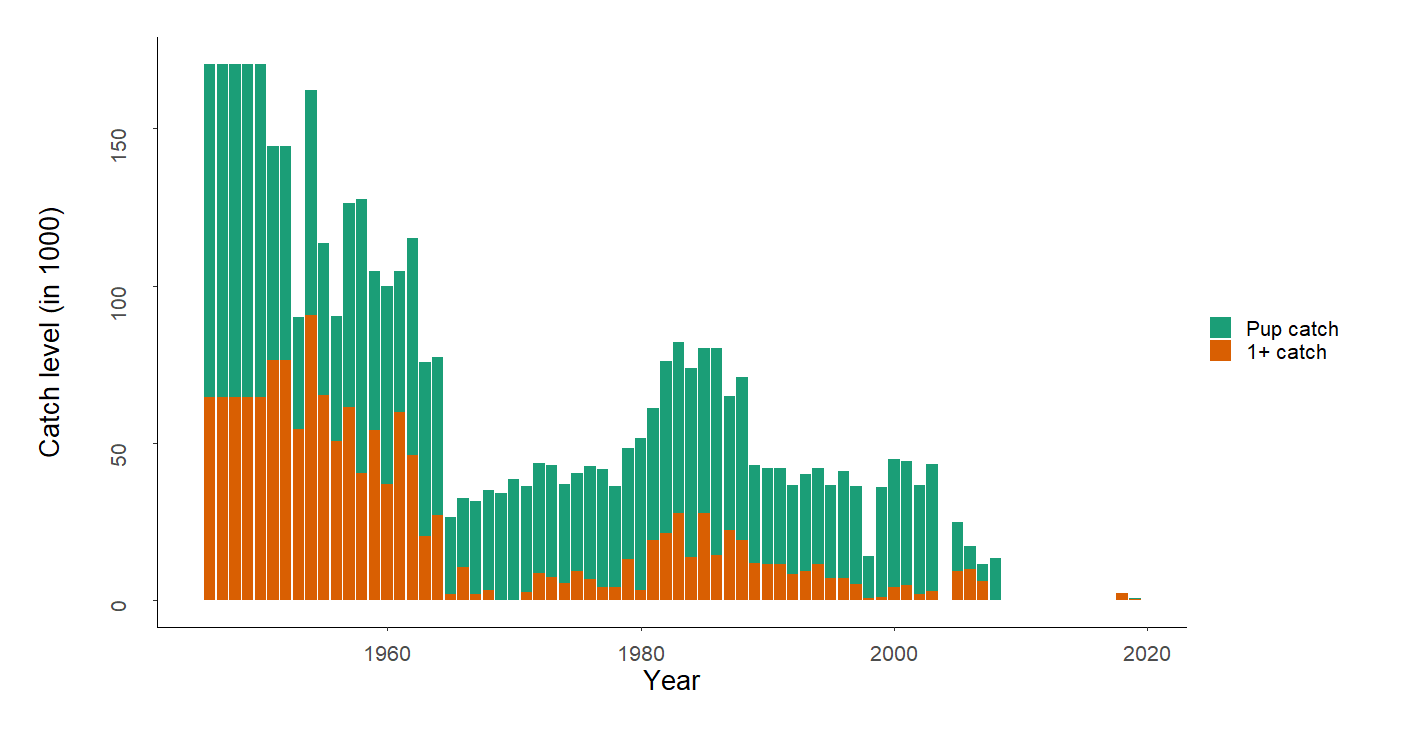 Catch level (in 1000)
150
100
50
0
1960 1980 2000 2020
Year
Pup catch
1+ catch